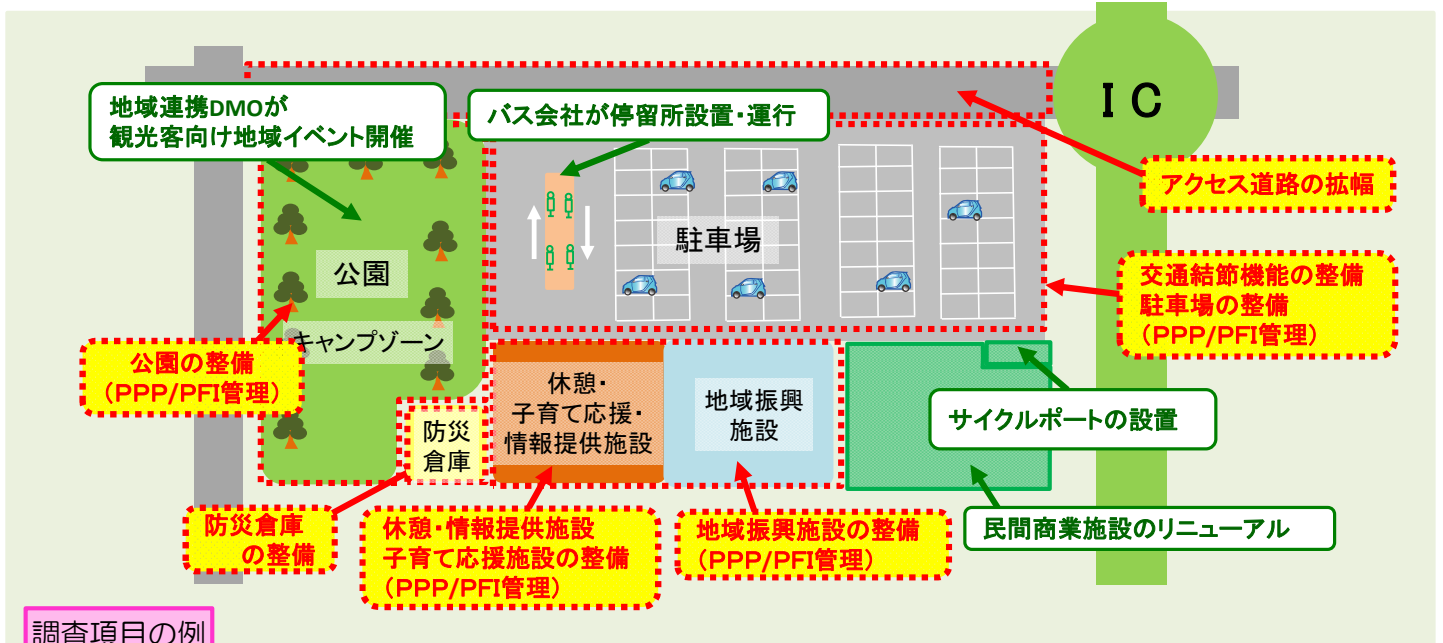 地域連携DMOが
観光客向け地域イベント開催
バス会社が停留所設置・運行
IC
アクセス道路の拡幅
駐車場
公園
キャンプゾーン
交通結節機能の整備
駐車場の整備
(PPP/PFI管理)
公園の整備
(PPP/PFI管理)
休憩・
子育て応援・
情報提供施設
地域振興
施設
防災
倉庫
サイクルポートの設置
防災倉庫
の整備
休憩・情報提供施設
子育て応援施設の整備
(PPP/PFI管理)
地域振興施設の整備
(PPP/PFI管理)
民間商業施設のリニューアル
調査項目の例